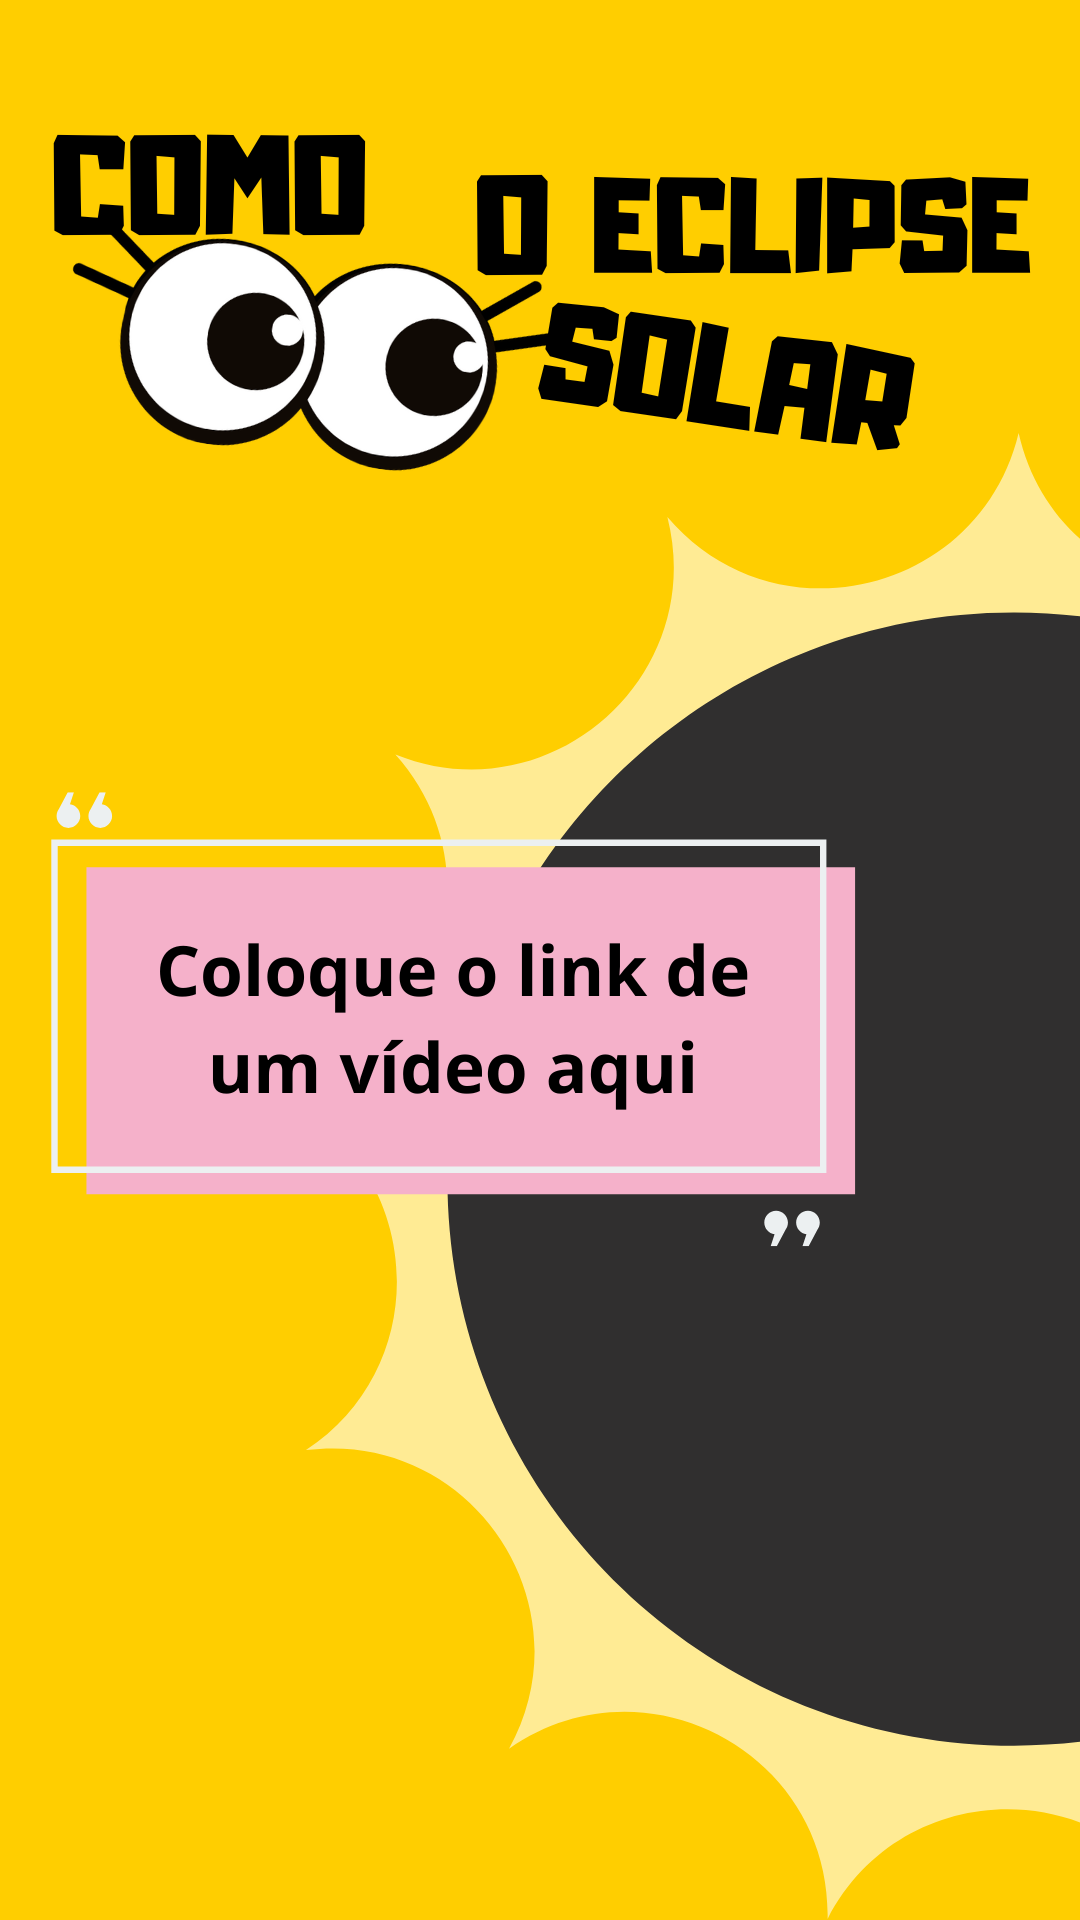 COMO
O ECLIPSE
SOLAR
“
Coloque o link de
um vídeo aqui
”